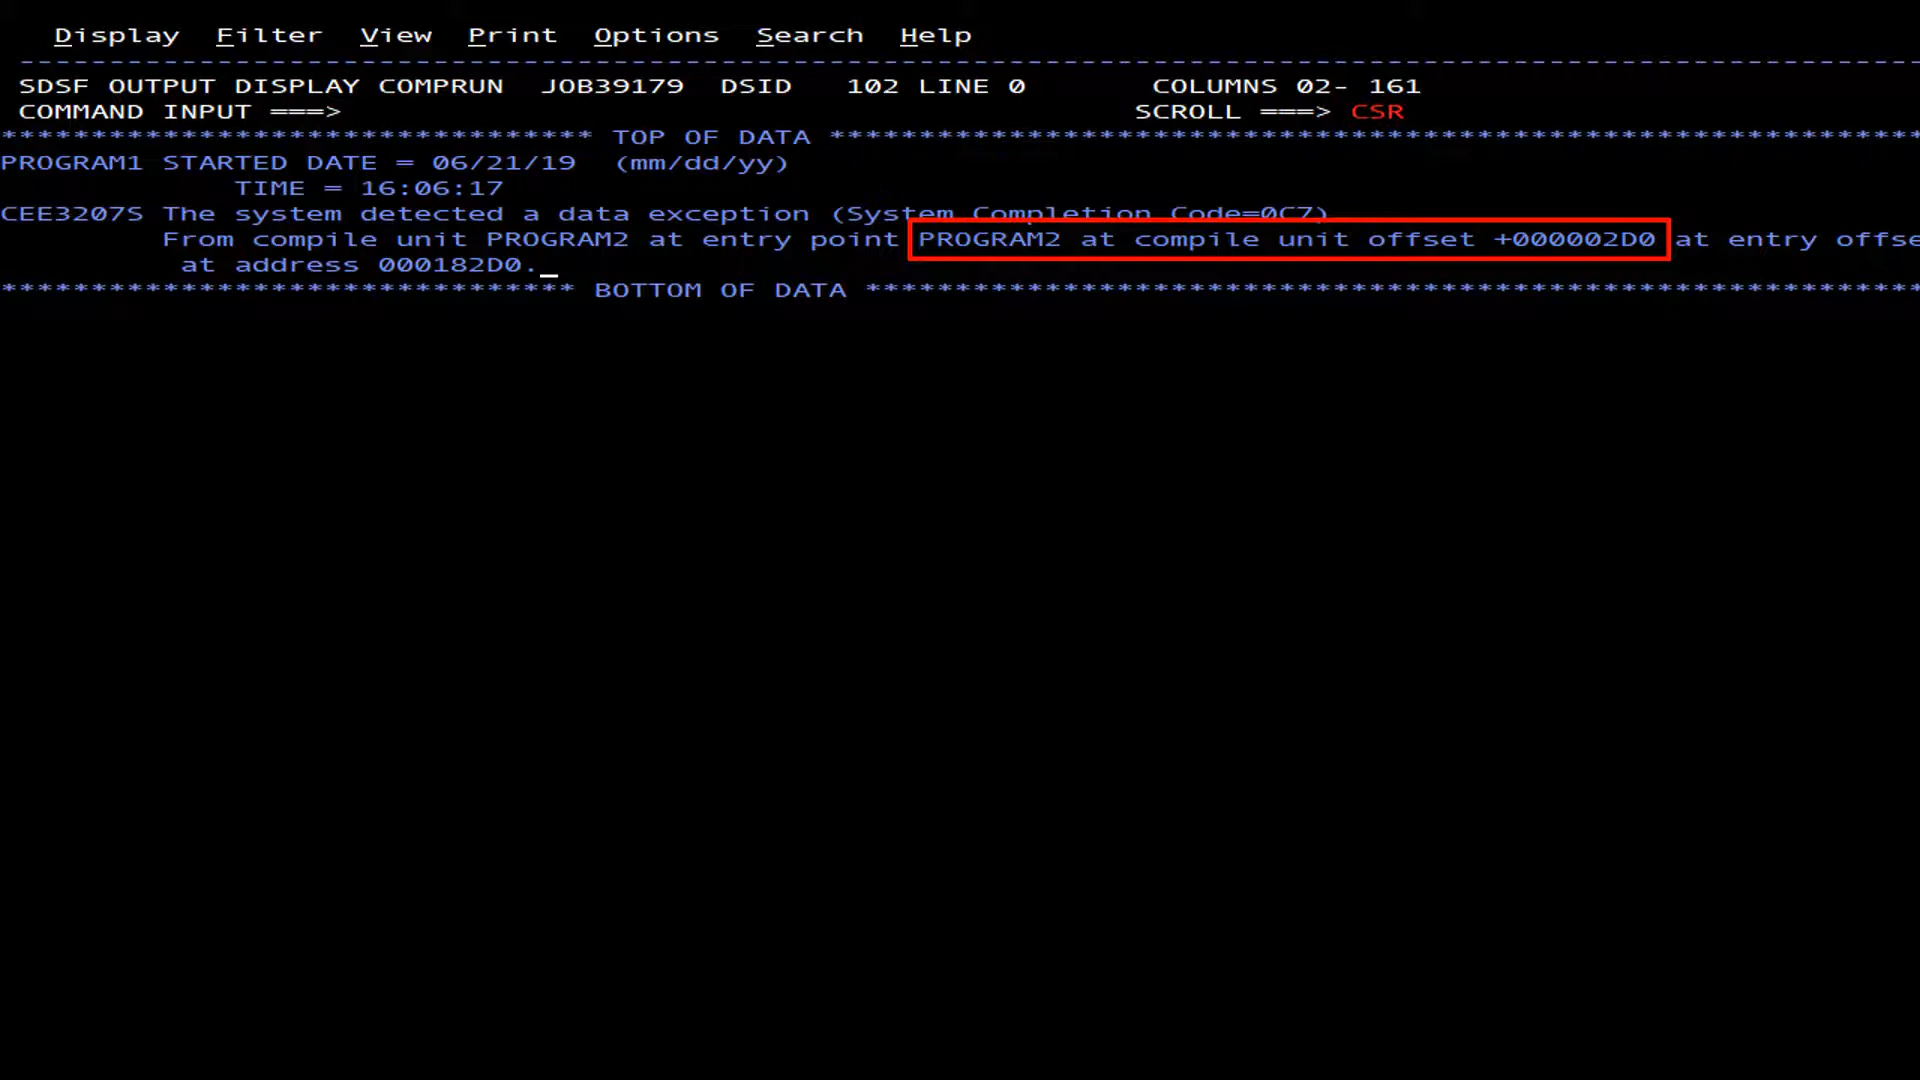 Display Filter View Print Options Search Help
SDSF OUTPUT DISPLAY COMPRUN JOB39179 DSID 102 LINE 0 COLUMNS 02- 161
COMMAND INPUT ===> SCROLL ===> CSR
******************************** TOP OF DATA *************************************************************
PROGRAM1 STARTED DATE = 06/21/19 (mm/dd/yy)
TIME = 16:06:17
CEE3207S The system detected a data exception (System Completion Code=0C7).
From compile unit PROGRAM2 at entry point PROGRAM2 at compile unit offset +000002D0 at entry offse
at address 000182D0.
******************************** BOTTOM OF DATA ***********************************************************